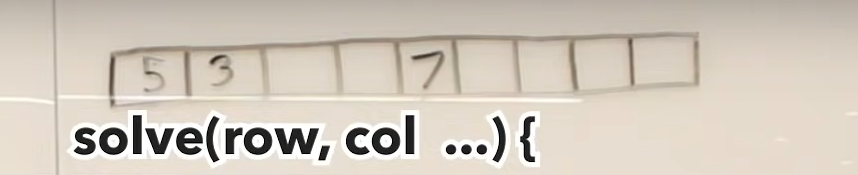 5 3 7
solve(row, col ...) {